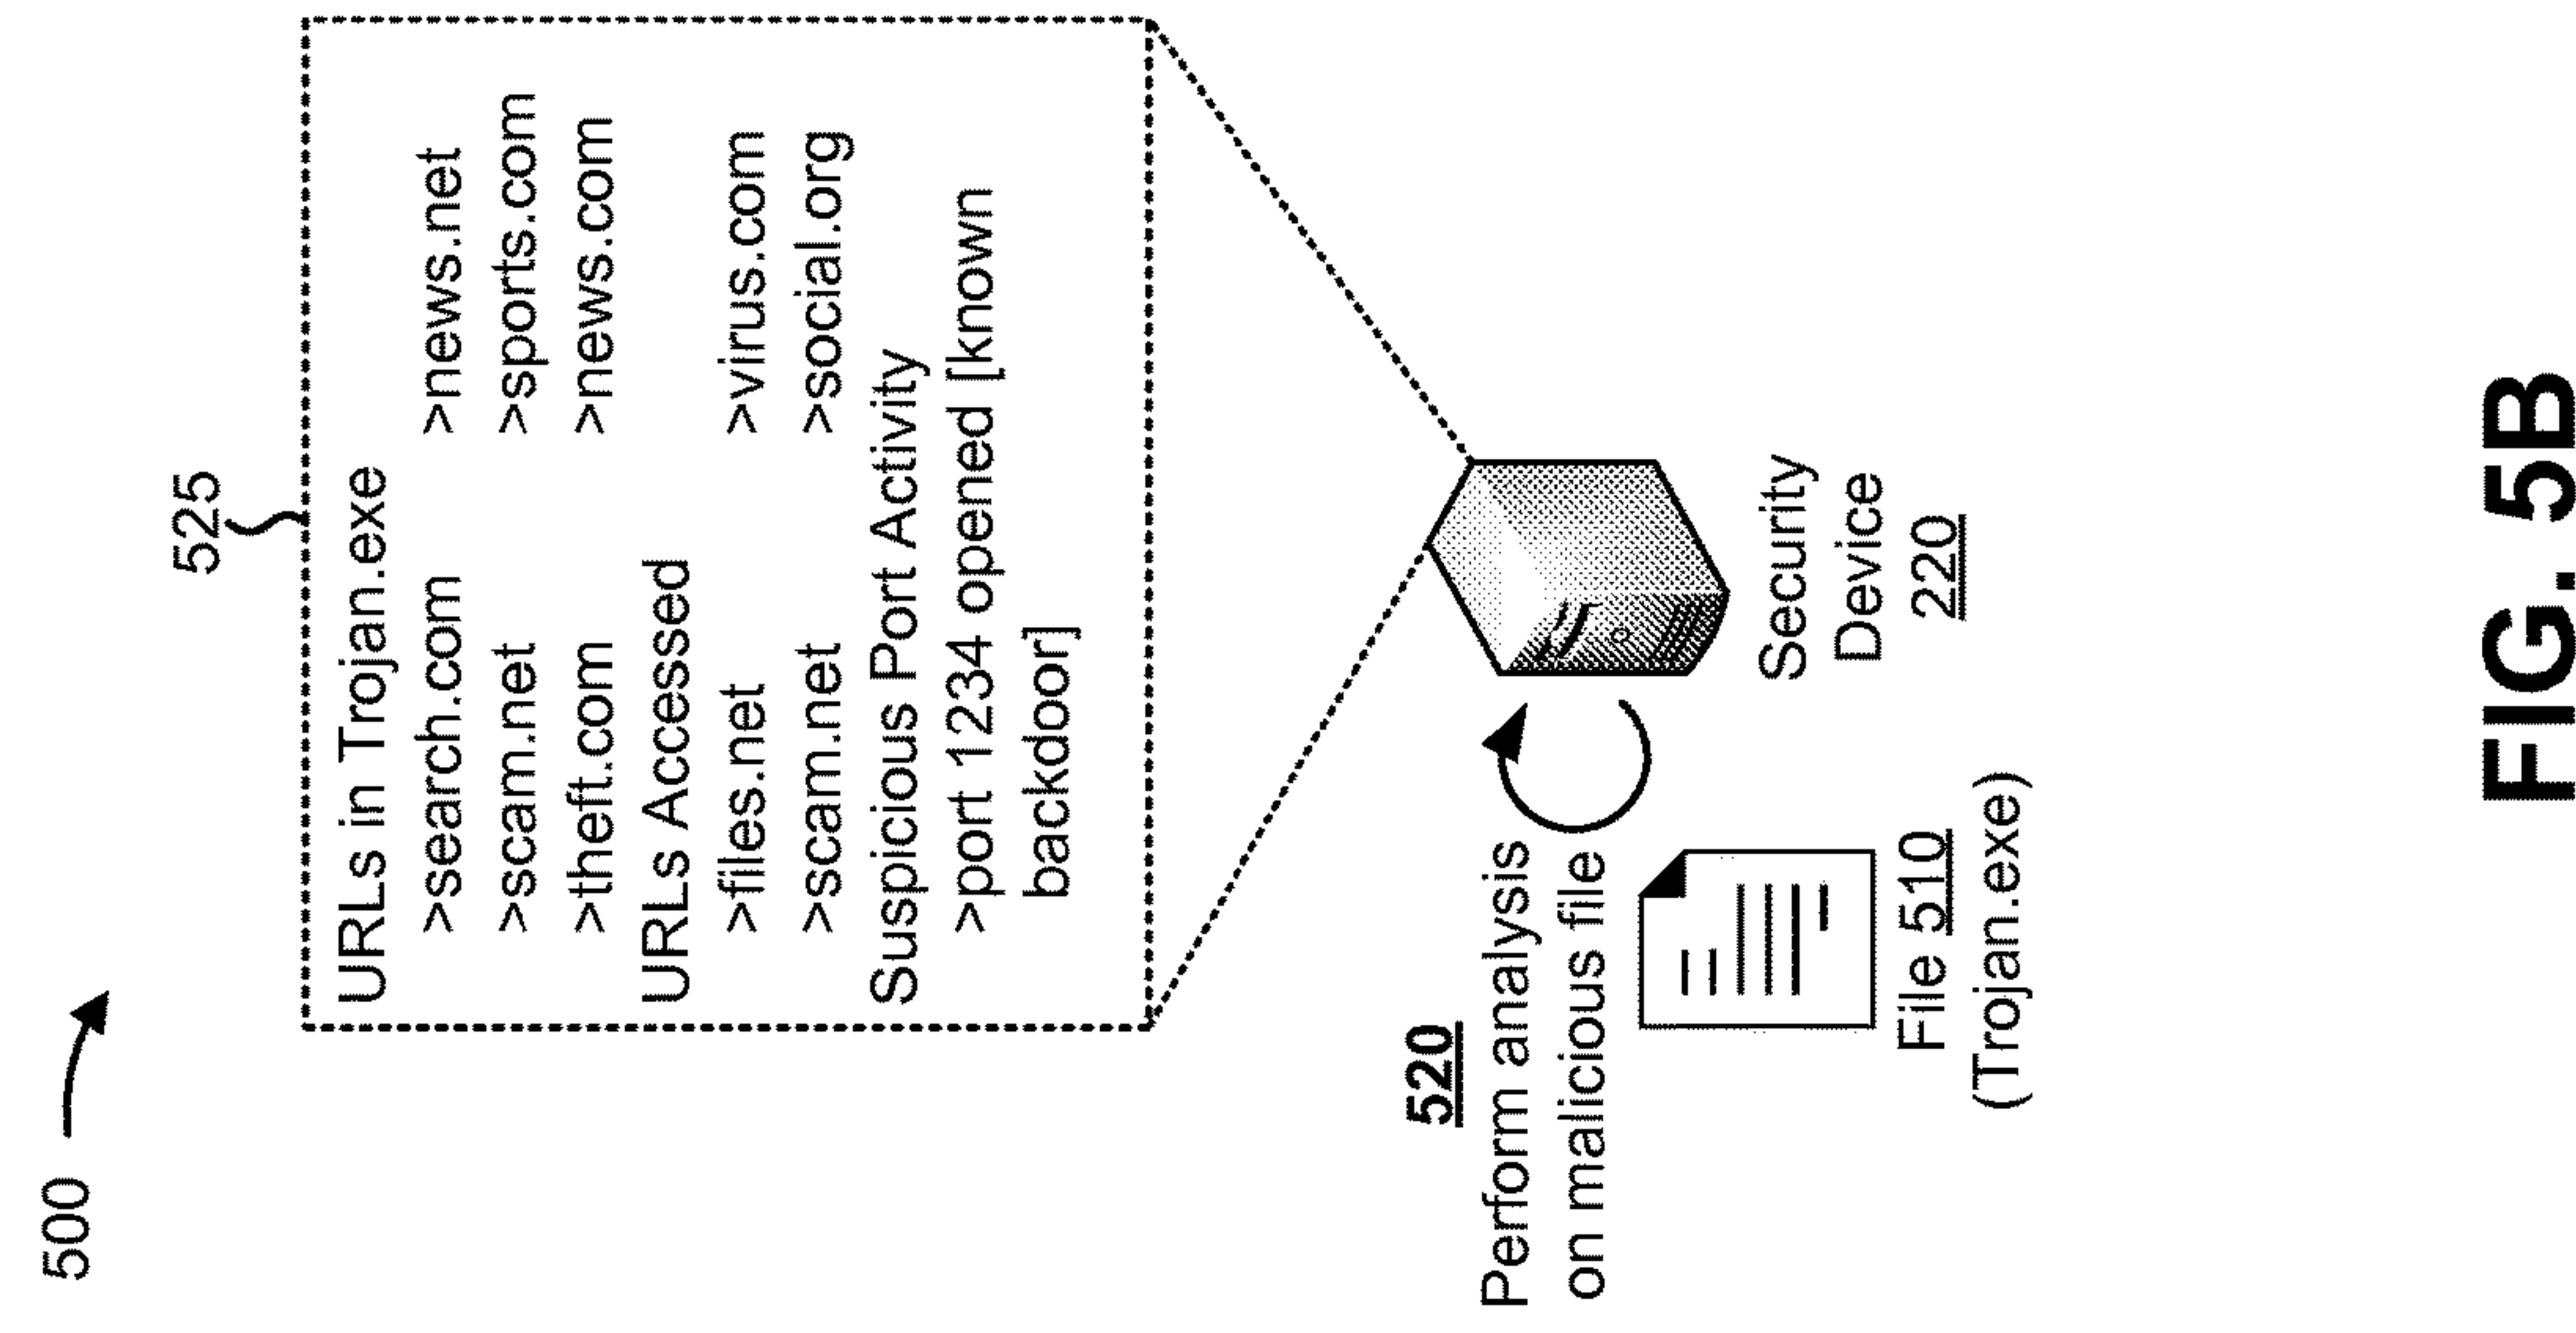 500
525
URLs in Trojan.exe
>search.com >news.net
>scam.net >sports.com
>theft.com >news.com
URLs Accessed
>files.net >virus.com
>scam.net >social.org
Suspicious Port Activity
>port 1234 opened [known
backdoor]
520
Perform analysis
on malicious file
File 510
(Trojan.exe)
Security
Device
220
FIG. 5B